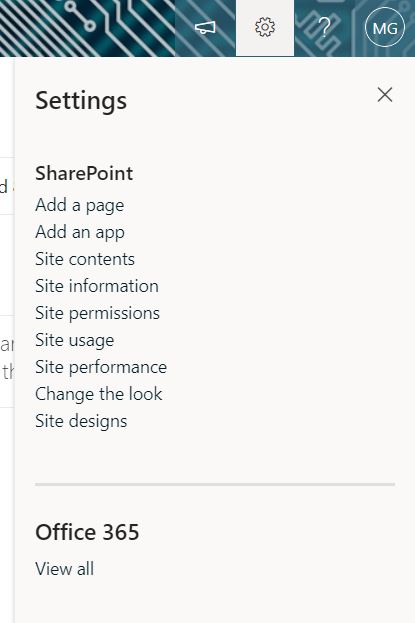 ?
MG
Settings
SharePoint
Add a page
Add an app
Site contents
Site information
Site permissions
Site usage
Site performance
Change the look
Site designs
Office 365
View all